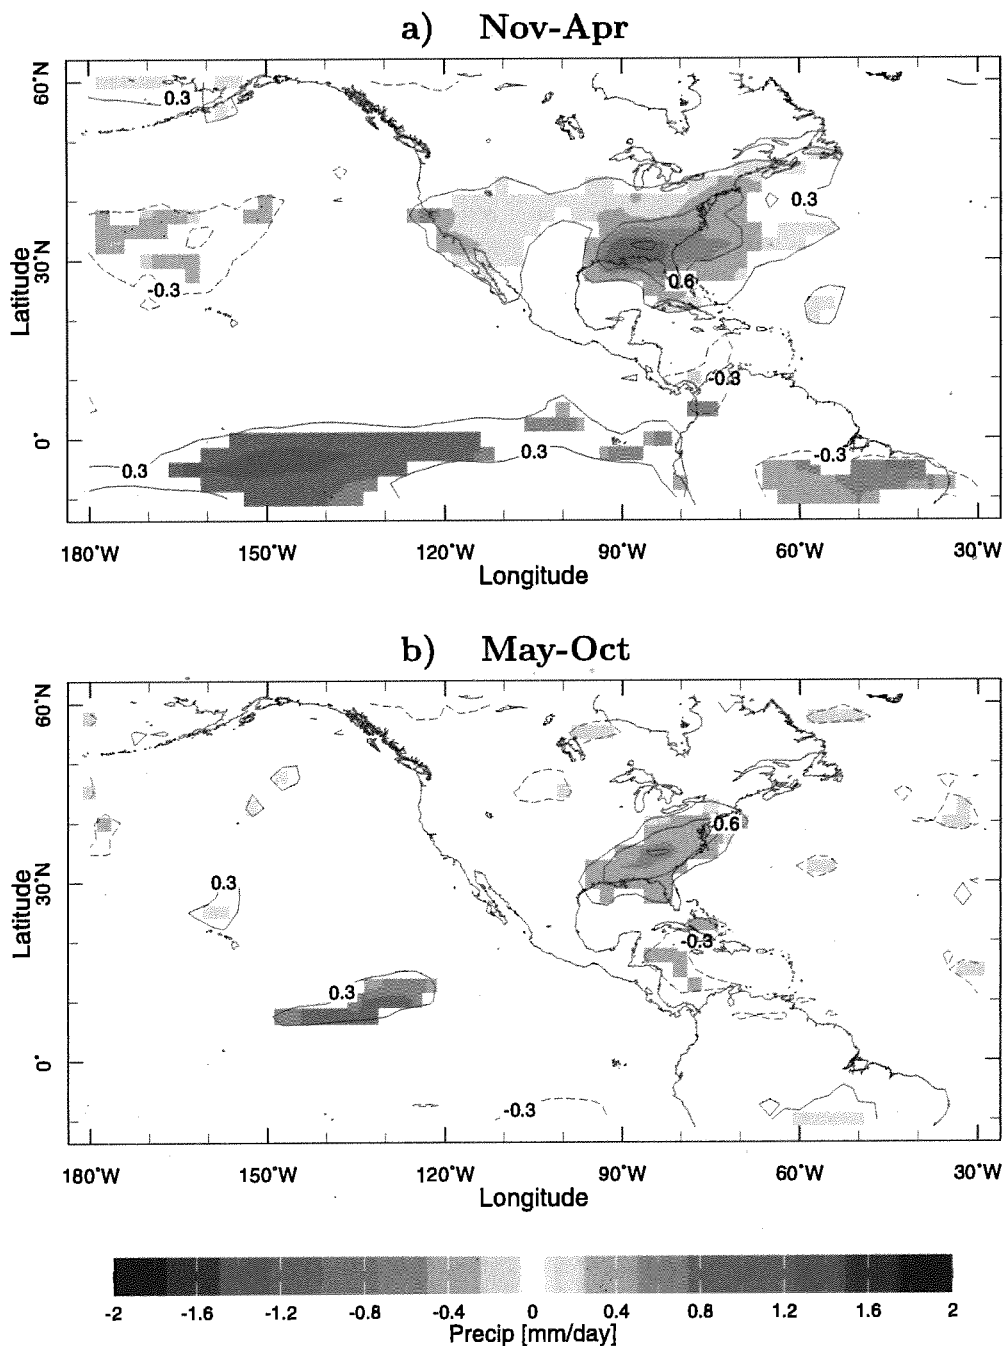 a) Nov-Apr
60˚N
0.3
0.3
30˚N
-0.3
0.6
-0.3
0˚
0.3
0.3
-0.3
Latitude
180˚W 150˚W 120˚W 90˚W 60˚W 30˚W
Longitude
b) May-Oct
60˚N
0.6
30˚N
0.3
-0.3
0.3
0˚
-0.3
Latitude
180˚W 150˚W 120˚W 90˚W 60˚W 30˚W
Longitude
-2 -1.6 -1.2 -0.8 -0.4 0 0.4 0.8 1.2 1.6 2
Precip [mm/day]